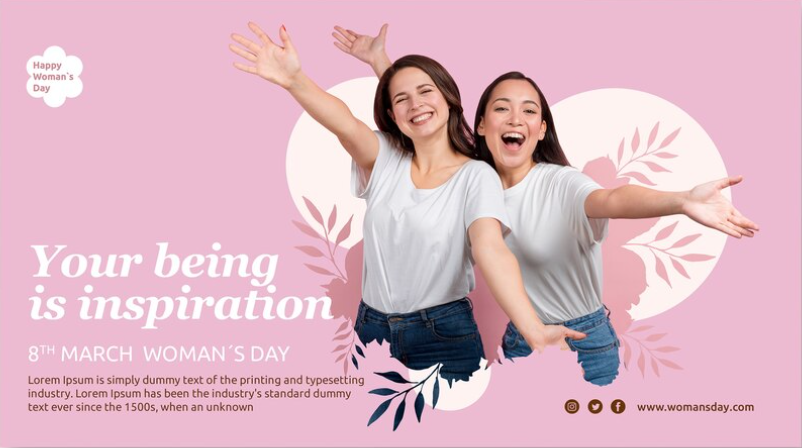 Happy
Woman`s
Day
Your being
is inspiration
8TH MARCH WOMAN´S DAY
Lorem Ipsum is simply dummy text of the printing and typesetting
industry. Lorem Ipsum has been the industry's standard dummy
text ever since the 1500s, when an unknown
www.womansday.com